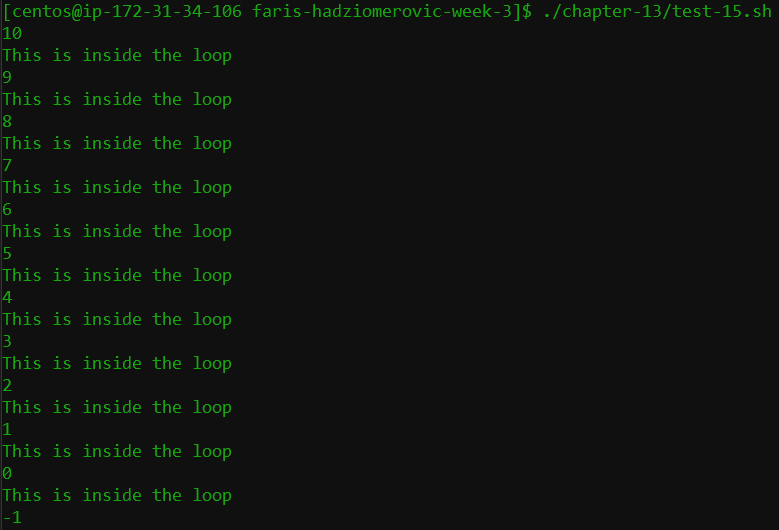 [centos@ip-172-31-34-106 faris-hadziomerovic-week-3]$ ./chapter-13/test-15.sh
10
This is inside the loop
9
This is inside the loop
8
This is inside the loop
7
This is inside the loop
6
This is inside the loop
5
This is inside the loop
4
This is inside the loop
3
This is inside the loop
2
This is inside the loop
1
This is inside the loop
0
This is inside the loop
-1